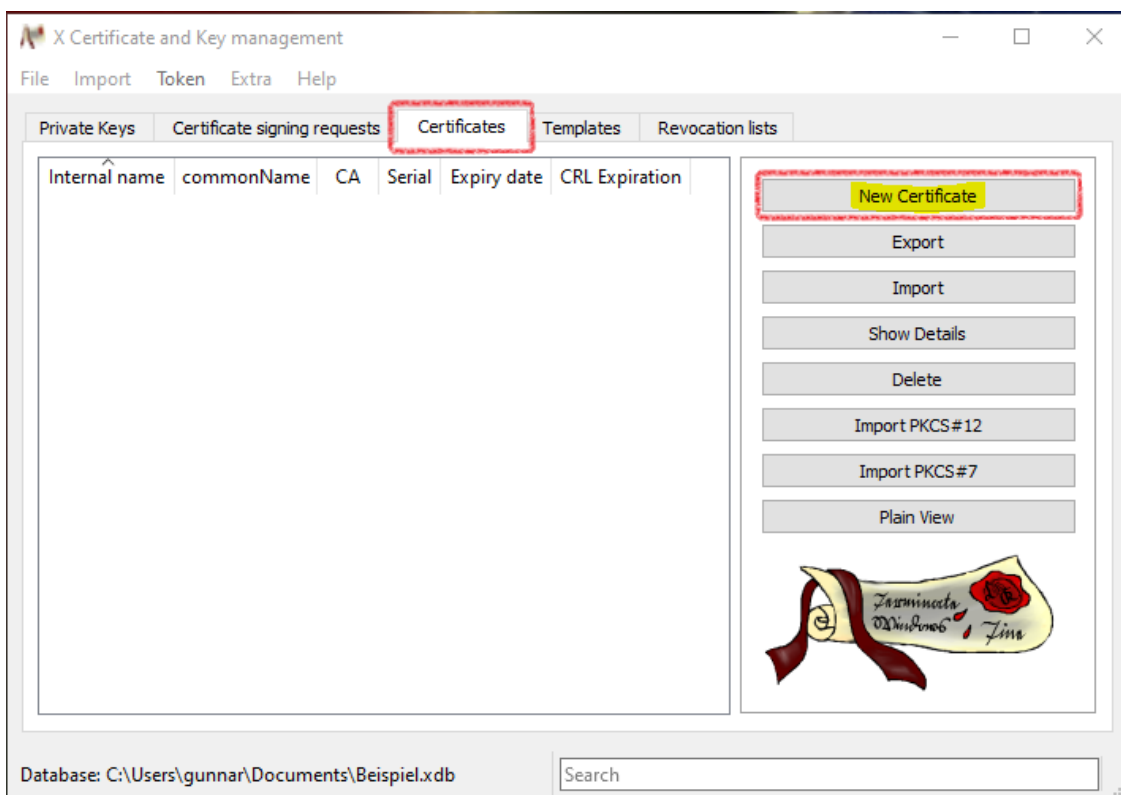 X Certificate and Key management
File Import Token Extra Help
Private Keys Certificate signing requests Certificates Templates Revocation lists
Internal name commonName CA Serial Expiry date CRL Expiration
New Certificate
Export
Import
Show Details
Delete
Import PKCS#12
Import PKCS#7
Plain View
Windows
Database: C:\Users\gunnar\Documents\Beispiel.xdb
Search